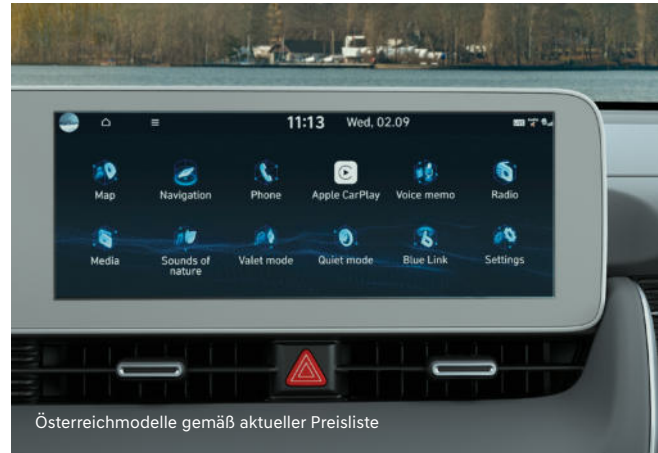 11:13 Wed, 02.09
Map Navigation Phone Apple CarPlay Voice memo Radio
Media Sounds of nature Valet mode Quiet mode Blue Link Settings
Österreichmodelle gemäß aktueller Preisliste